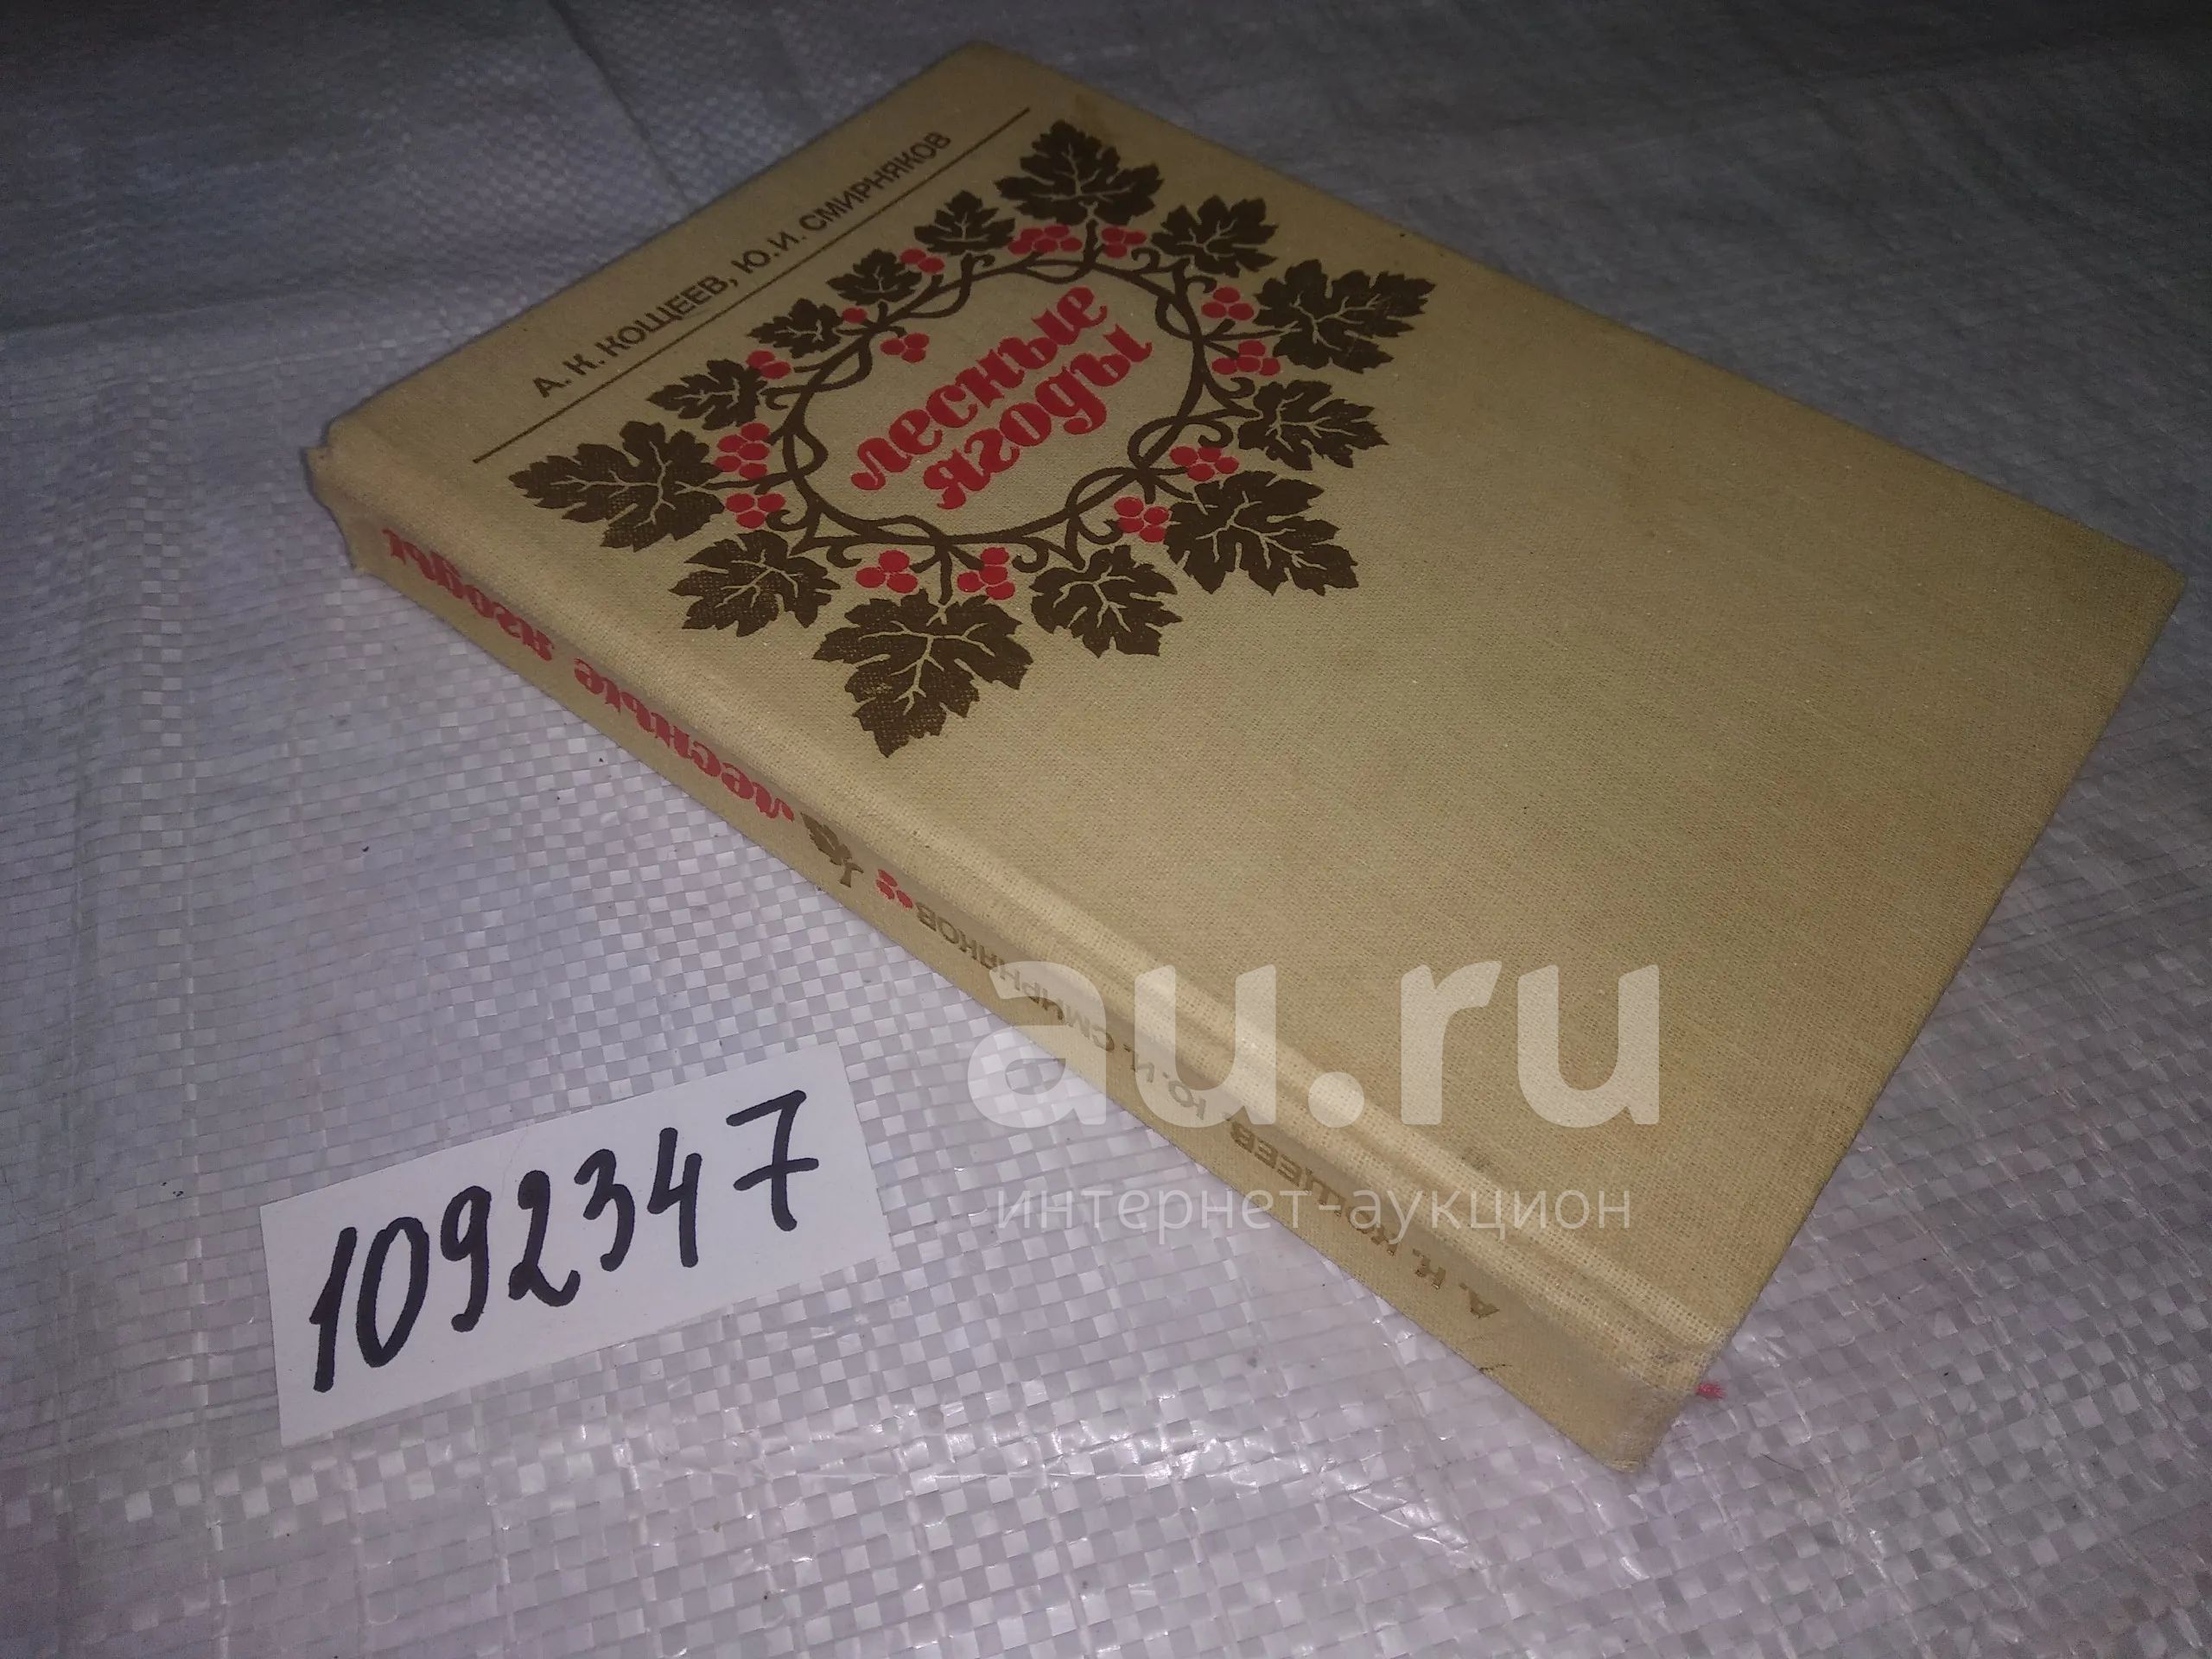 А. К. КОЩЕЕВ, Ю. И. СМИРНЯКОВ
лесные
ягоды
А. К. КОЩЕЕВ, Ю. И. СМИРНЯКОВ лесные ягоды
1092347
au.ru
интернет-аукцион